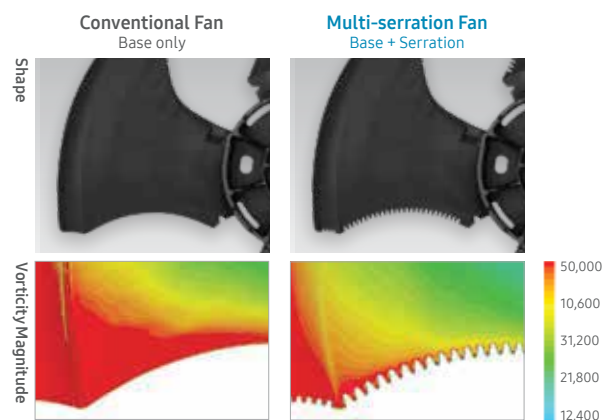 Conventional Fan
Base only
Multi-serration Fan
Base + Serration
Shape
Vorticity Magnitude
50,000
10,600
31,200
21,800
12,400